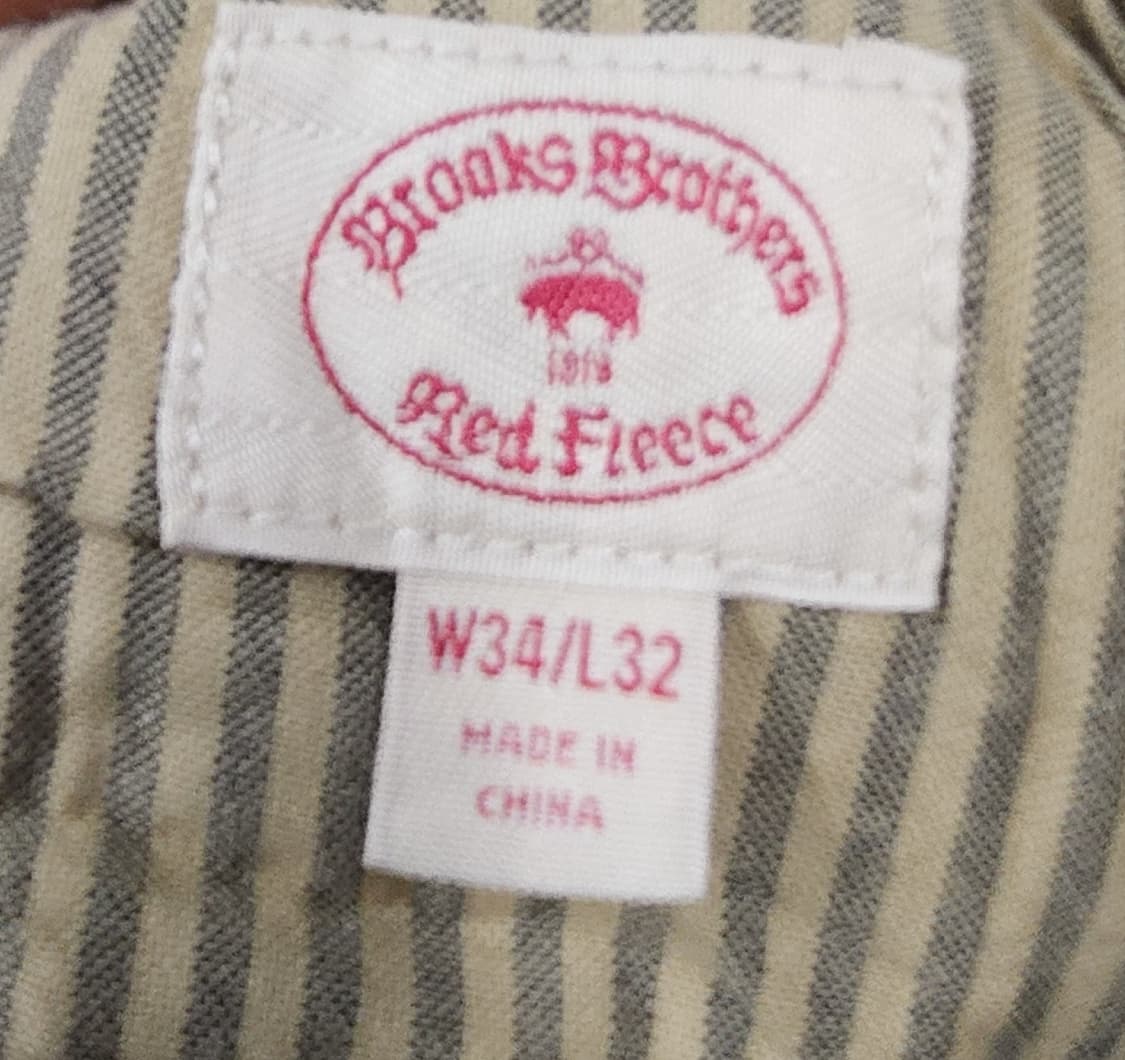 Brooks Brothers
1818
Red Fleece
W34/L32
MADE IN
CHINA